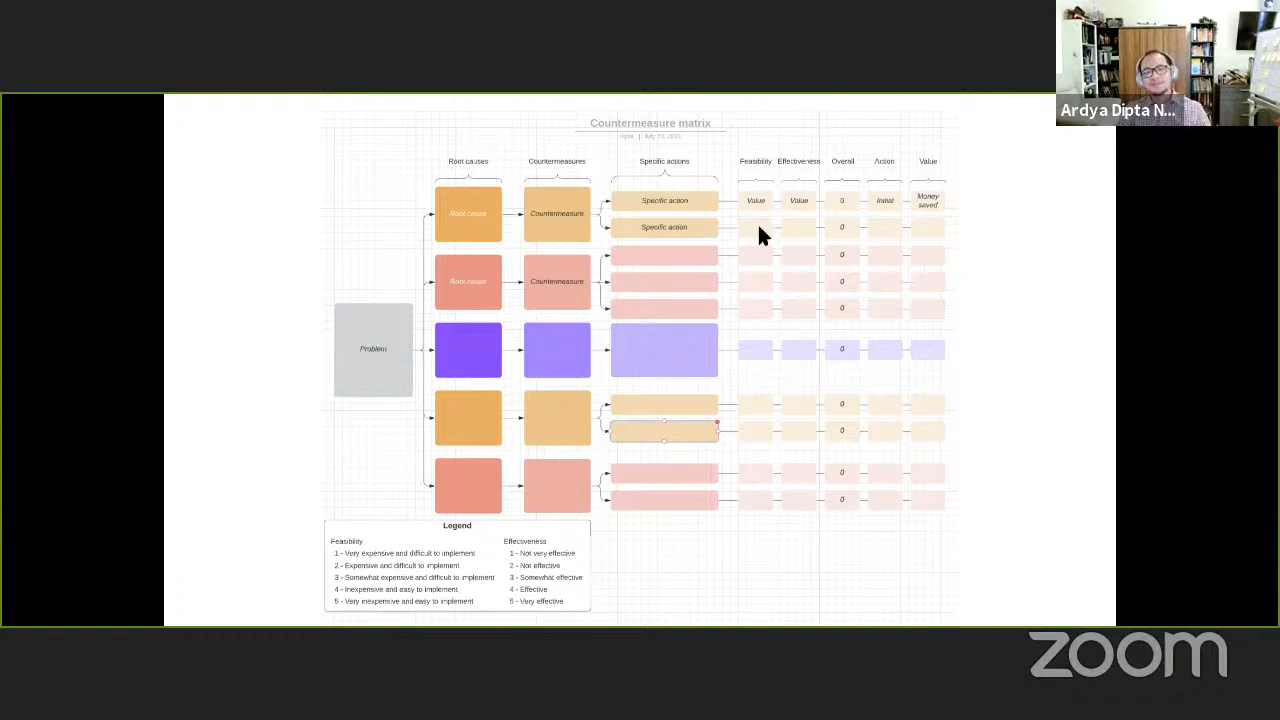 Ardya Dipta N...
Countermeasure matrix
dipta | July 23, 2021
Root causes Countermeasures Specific actions Feasibility Effectiveness Overall Action Value
Root cause Countermeasure Specific action Value Value 0 Initial Money saved
Specific action 0
0
Root cause Countermeasure 0
0
Problem 0
0
0
0
0
Legend
Feasibility Effectiveness
1 - Very expensive and difficult to implement 1 - Not very effective
2 - Expensive and difficult to implement 2 - Not effective
3 - Somewhat expensive and difficult to implement 3 - Somewhat effective
4 - Inexpensive and easy to implement 4 - Effective
5 - Very inexpensive and easy to implement 5 - Very effective
zoom